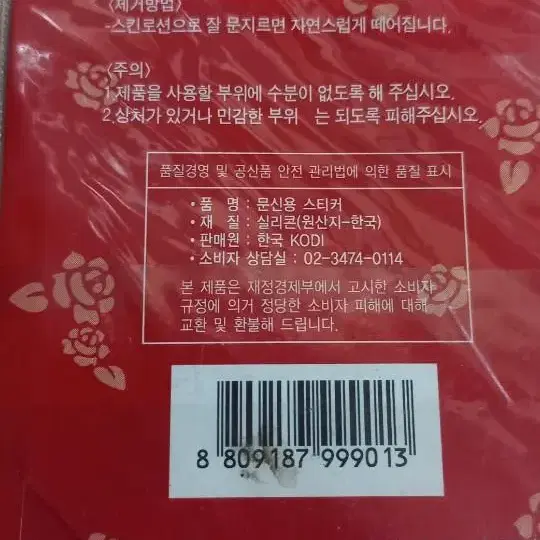 <제거방법>
-스킨로션으로 잘 문지르면 자연스럽게 떼어집니다.
<주의>
1.제품을 사용할 부위에 수분이 없도록 해 주십시오.
2.상처가 있거나 민감한 부위 는 되도록 피해주십시오.
품질경영 및 공산품 안전 관리법에 의한 품질 표시
• 품 명 : 문신용 스티커
• 재 질 : 실리콘(원산지-한국)
• 판매원 : 한국 KODI
• 소비자 상담실 : 02-3474-0114
본 제품은 재정경제부에서 고시한 소비자
규정에 의거 정당한 소비자 피해에 대해
교환 및 환불해 드립니다.
8 809187 999013